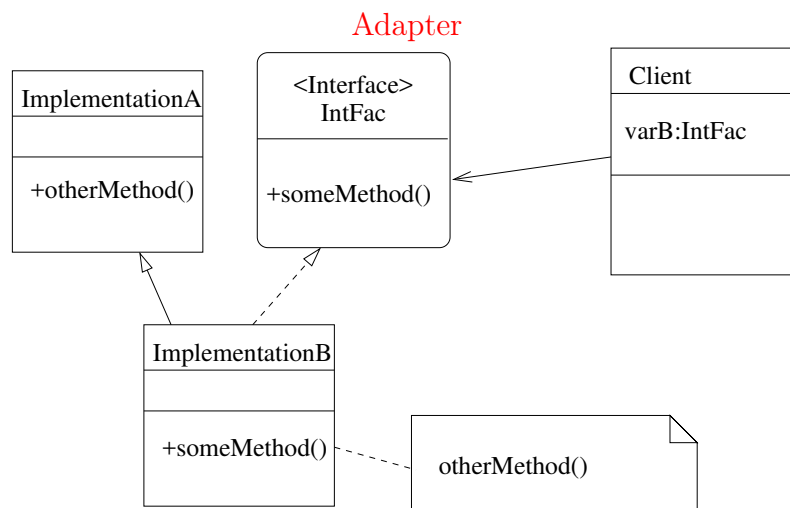 Adapter
ImplementationA
+otherMethod()
<Interface>
IntFac
+someMethod()
Client
varB:IntFac
ImplementationB
+someMethod()
otherMethod()